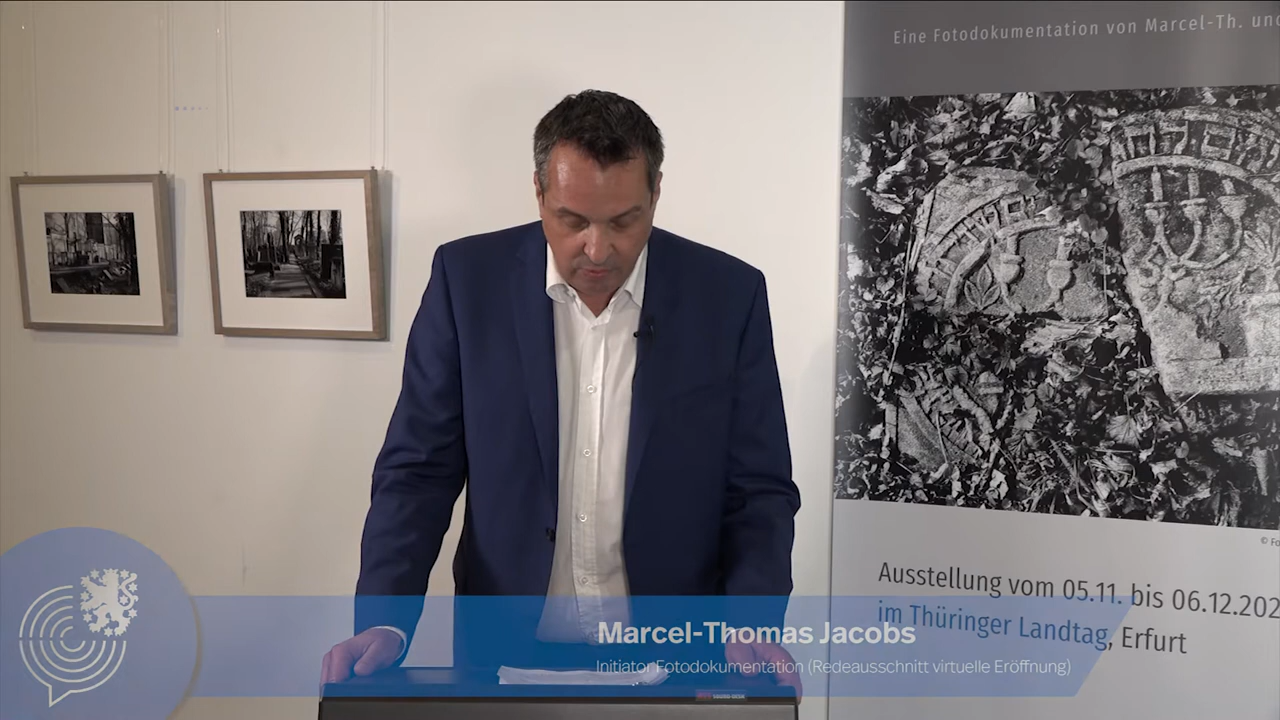 Eine Fotodokumentation von Marcel-Th. und
© Fo
Ausstellung vom 05.11. bis 06.12.202
im Thüringer Landtag, Erfurt
Marcel-Thomas Jacobs
Initiator Fotodokumentation (Redeausschnitt virtuelle Eröffnung)